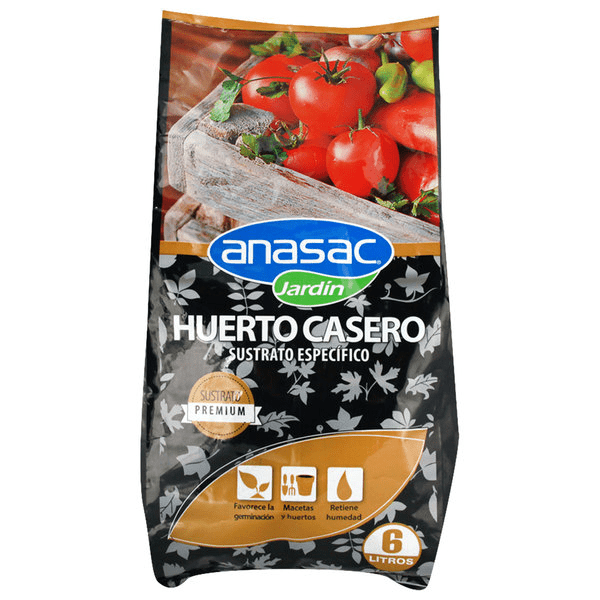 anasac
Jardín
HUERTO CASERO
SUSTRATO ESPECÍFICO
SUSTRATO
PREMIUM
Favorece la
germinación
Macetas
y huertos
Retiene
humedad
6
LITROS